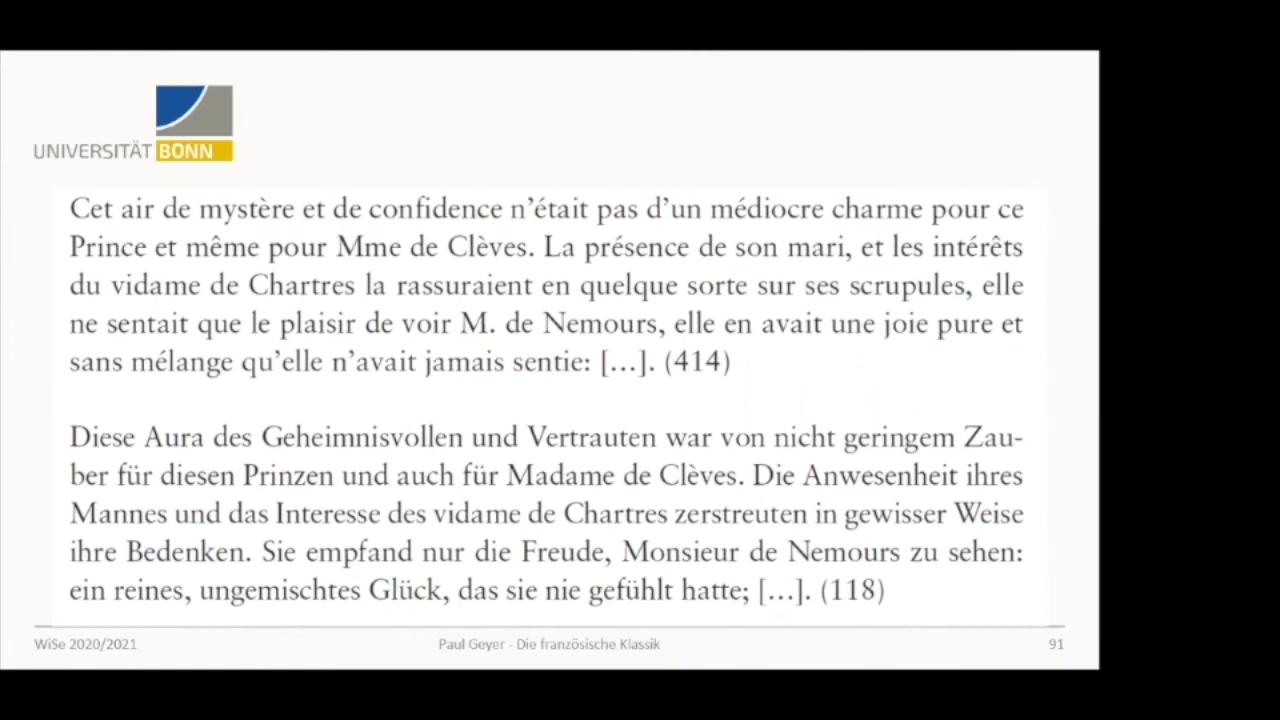 UNIVERSITÄT BONN
Cet air de mystère et de confidence n’était pas d’un médiocre charme pour ce
Prince et même pour Mme de Clèves. La présence de son mari, et les intérêts
du vidame de Chartres la rassuraient en quelque sorte sur ses scrupules, elle
ne sentait que le plaisir de voir M. de Nemours, elle en avait une joie pure et
sans mélange qu’elle n’avait jamais sentie: […]. (414)
Diese Aura des Geheimnisvollen und Vertrauten war von nicht geringem Zau-
ber für diesen Prinzen und auch für Madame de Clèves. Die Anwesenheit ihres
Mannes und das Interesse des vidame de Chartres zerstreuten in gewisser Weise
ihre Bedenken. Sie empfand nur die Freude, Monsieur de Nemours zu sehen:
ein reines, ungemischtes Glück, das sie nie gefühlt hatte; […]. (118)
WiSe 2020/2021 Paul Geyer - Die französische Klassik 91